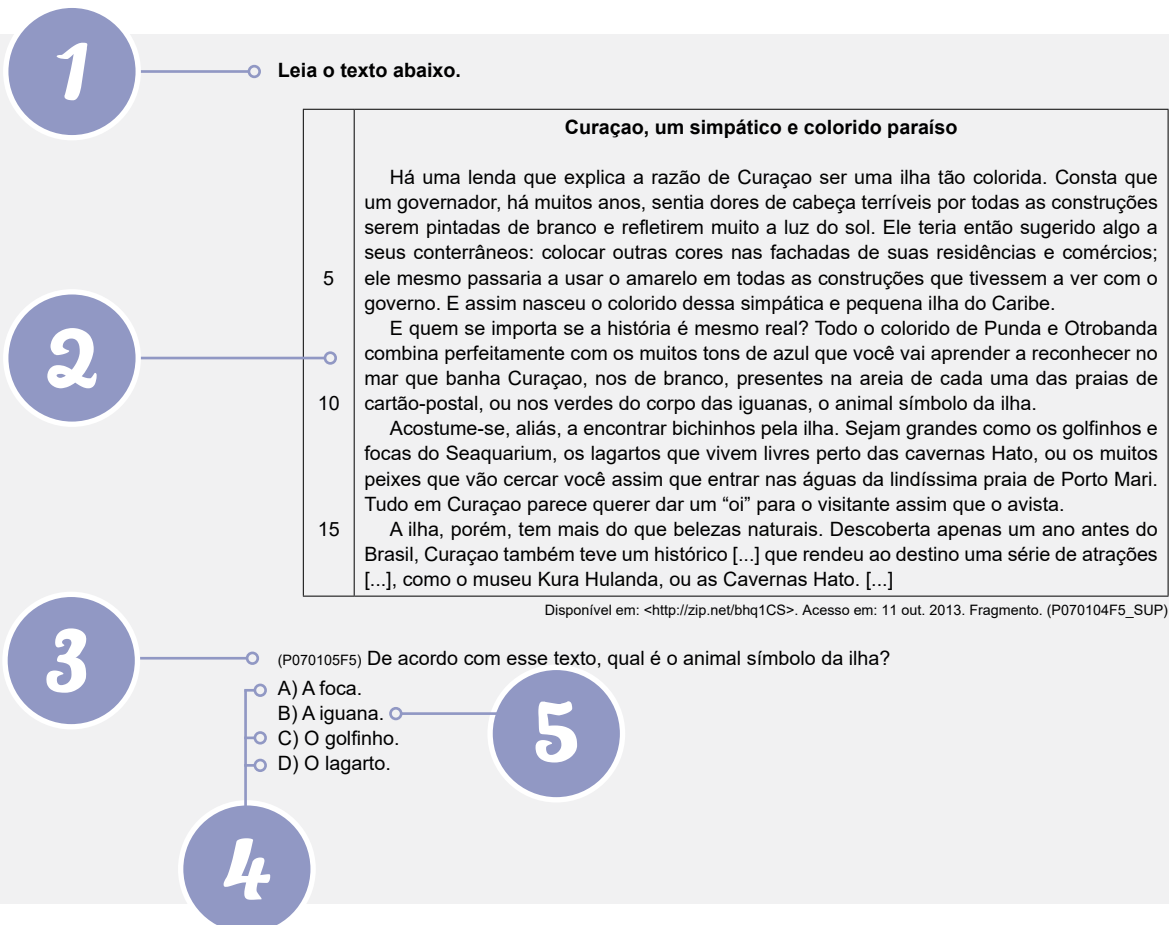 1
Leia o texto abaixo.
Curaçao, um simpático e colorido paraíso
Há uma lenda que explica a razão de Curaçao ser uma ilha tão colorida. Consta que
um governador, há muitos anos, sentia dores de cabeça terríveis por todas as construções
serem pintadas de branco e refletirem muito a luz do sol. Ele teria então sugerido algo a
seus conterrâneos: colocar outras cores nas fachadas de suas residências e comércios;
5 ele mesmo passaria a usar o amarelo em todas as construções que tivessem a ver com o
governo. E assim nasceu o colorido dessa simpática e pequena ilha do Caribe.
E quem se importa se a história é mesmo real? Todo o colorido de Punda e Otrobanda
2
combina perfeitamente com os muitos tons de azul que você vai aprender a reconhecer no
mar que banha Curaçao, nos de branco, presentes na areia de cada uma das praias de
10 cartão-postal, ou nos verdes do corpo das iguanas, o animal símbolo da ilha.
Acostume-se, aliás, a encontrar bichinhos pela ilha. Sejam grandes como os golfinhos e
focas do Seaquarium, os lagartos que vivem livres perto das cavernas Hato, ou os muitos
peixes que vão cercar você assim que entrar nas águas da lindíssima praia de Porto Mari.
Tudo em Curaçao parece querer dar um “oi” para o visitante assim que o avista.
15 A ilha, porém, tem mais do que belezas naturais. Descoberta apenas um ano antes do
Brasil, Curaçao também teve um histórico [...] que rendeu ao destino uma série de atrações
[...], como o museu Kura Hulanda, ou as Cavernas Hato. [...]
Disponível em: <http://zip.net/bhq1CS>. Acesso em: 11 out. 2013. Fragmento. (P070104F5_SUP)
3
(P070105F5) De acordo com esse texto, qual é o animal símbolo da ilha?
A) A foca.
B) A iguana.
5
C) O golfinho.
D) O lagarto.
4